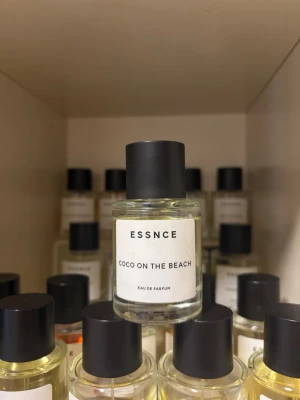 ESSNCE
COCO ON THE BEACH
EAU DE PARFUM